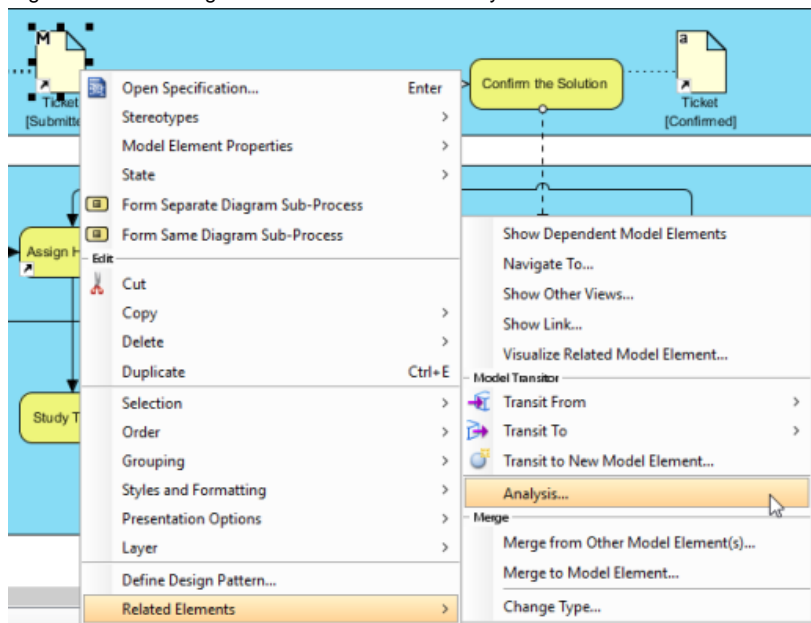 M
Ticket
[Submitte
a
Ticket
[Confirmed]
Confirm the Solution
Assign H
Study T
Open Specification... Enter
Stereotypes
Model Element Properties
State
Form Separate Diagram Sub-Process
Form Same Diagram Sub-Process
Edit
Cut
Copy
Delete
Duplicate Ctrl+E
Selection
Order
Grouping
Styles and Formatting
Presentation Options
Layer
Define Design Pattern...
Related Elements
Show Dependent Model Elements
Navigate To...
Show Other Views...
Show Link...
Visualize Related Model Element...
Model Transitor
Transit From
Transit To
Transit to New Model Element...
Analysis...
Merge
Merge from Other Model Element(s)...
Merge to Model Element...
Change Type...